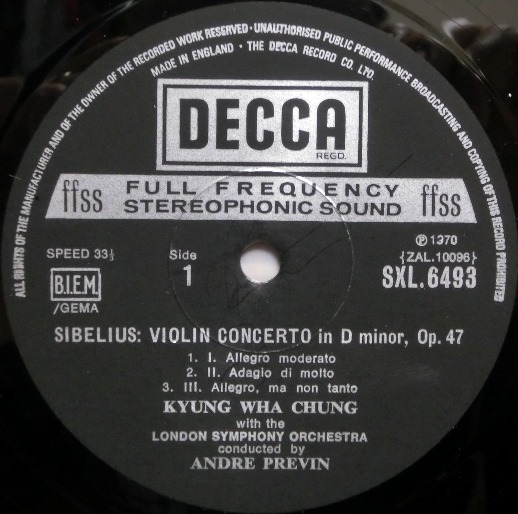 ALL RIGHTS OF THE MANUFACTURER AND OF THE OWNER OF THE RECORDED WORK RESERVED · UNAUTHORISED PUBLIC PERFORMANCE BROADCASTING AND COPYING OF THIS RECORD PROHIBITED
MADE IN ENGLAND · THE DECCA RECORD CO. LTD.
DECCA
REGD.
ffss FULL FREQUENCY STEREOPHONIC SOUND ffss
SPEED 33⅓
Side
1
℗ 1970
{ZAL.10096}
SXL.6493
B.I.E.M.
/GEMA
SIBELIUS: VIOLIN CONCERTO in D minor, Op. 47
1. I. Allegro moderato
2. II. Adagio di molto
3. III. Allegro, ma non tanto
KYUNG WHA CHUNG
with the
LONDON SYMPHONY ORCHESTRA
conducted by
ANDRE PREVIN